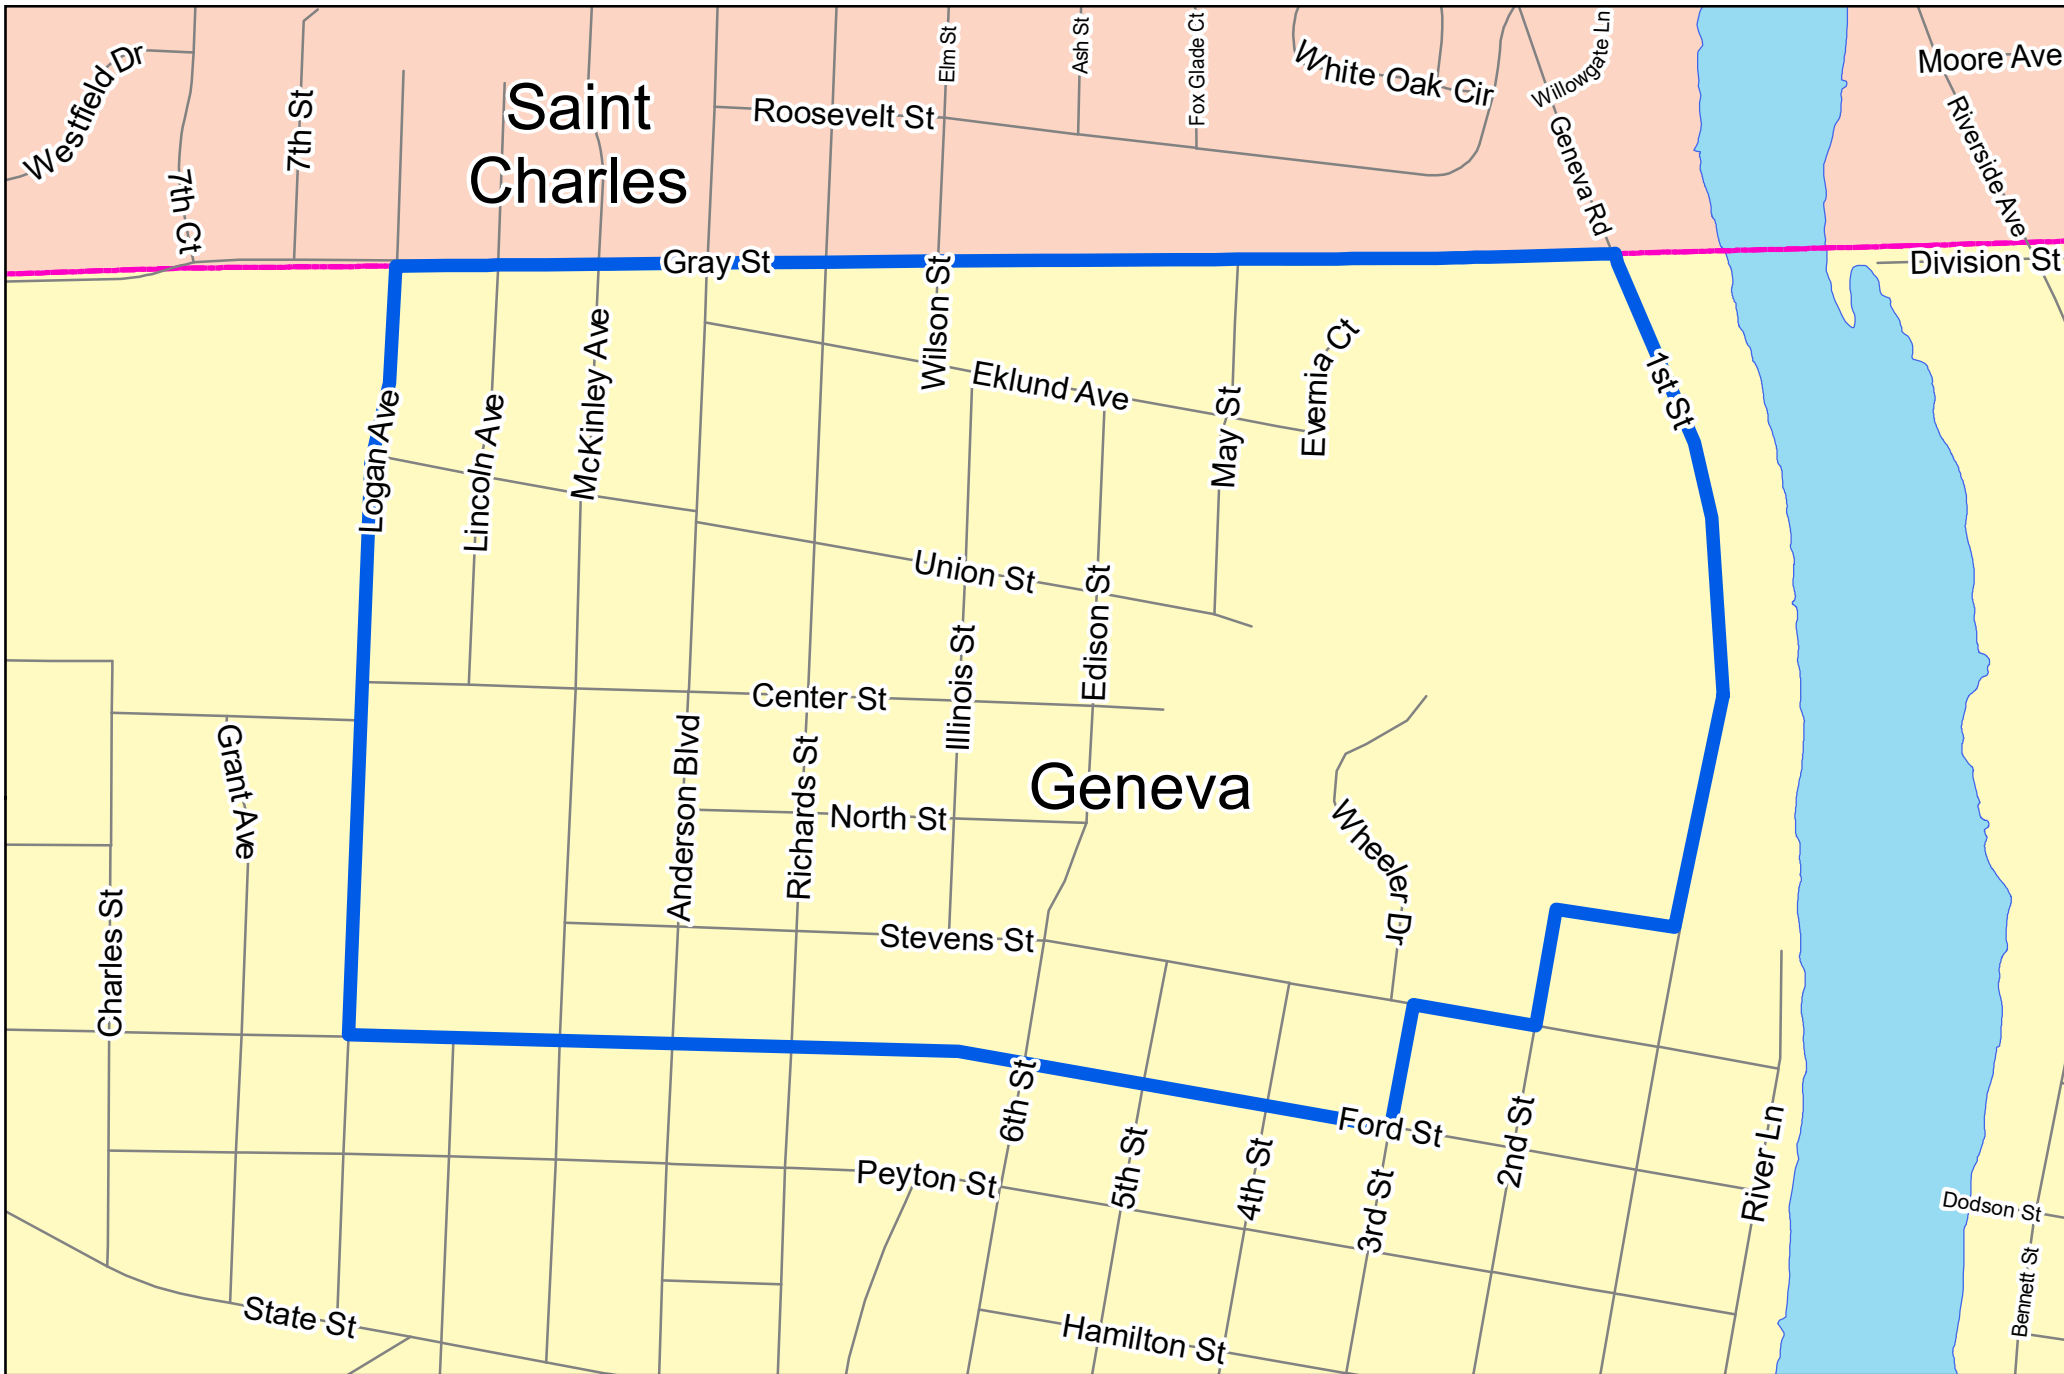 Westfield Dr
7th St
7th Ct
Saint
Charles
Roosevelt St
Elm St
Ash St
Fox Glade Ct
White Oak Cir
Willowgate Ln
Geneva Rd
Moore Ave
Riverside Ave
Gray St
Division St
Wilson St
McKinley Ave
Logan Ave
Lincoln Ave
Eklund Ave
May St
Evernia Ct
1st St
Union St
Edison St
Illinois St
Center St
Grant Ave
Anderson Blvd
Richards St
North St
Geneva
Wheeler Dr
Charles St
Stevens St
6th St
Ford St
5th St
4th St
3rd St
2nd St
River Ln
Peyton St
Dodson St
Bennett St
State St
Hamilton St